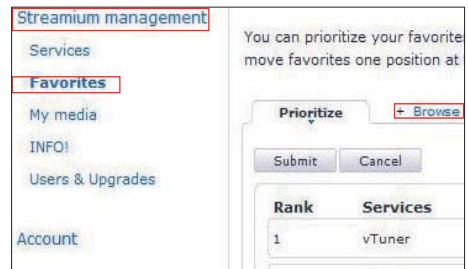 Streamium management
Services
Favorites
My media
INFO!
Users & Upgrades
Account
You can prioritize your favorites
move favorites one position at
Prioritize
+ Browse
Submit Cancel
Rank Services
1 vTuner